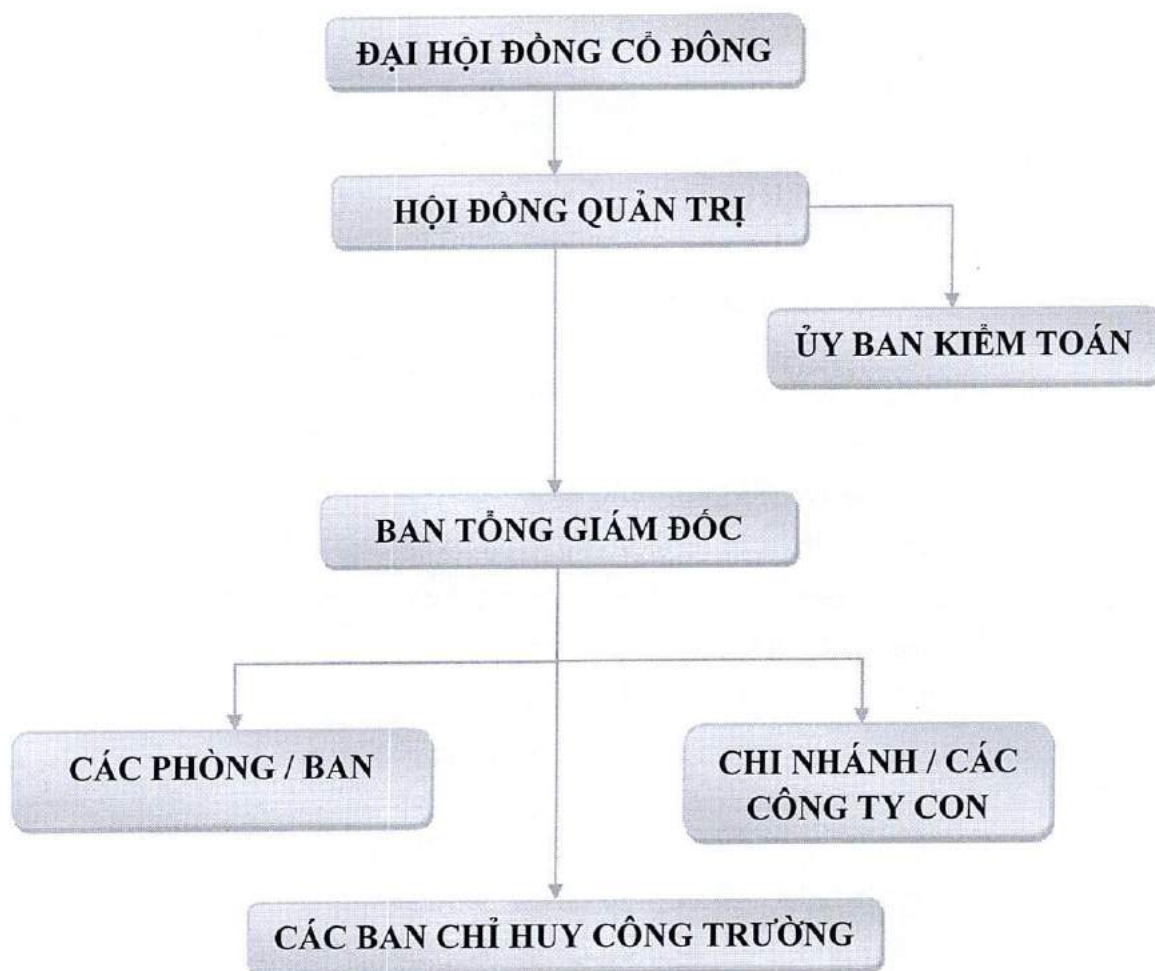 ĐẠI HỘI ĐỒNG CỔ ĐÔNG
HỘI ĐỒNG QUẢN TRỊ
ỦY BAN KIỂM TOÁN
BAN TỔNG GIÁM ĐỐC
CÁC PHÒNG / BAN
CHI NHÁNH / CÁC
CÔNG TY CON
CÁC BAN CHỈ HUY CÔNG TRƯỜNG